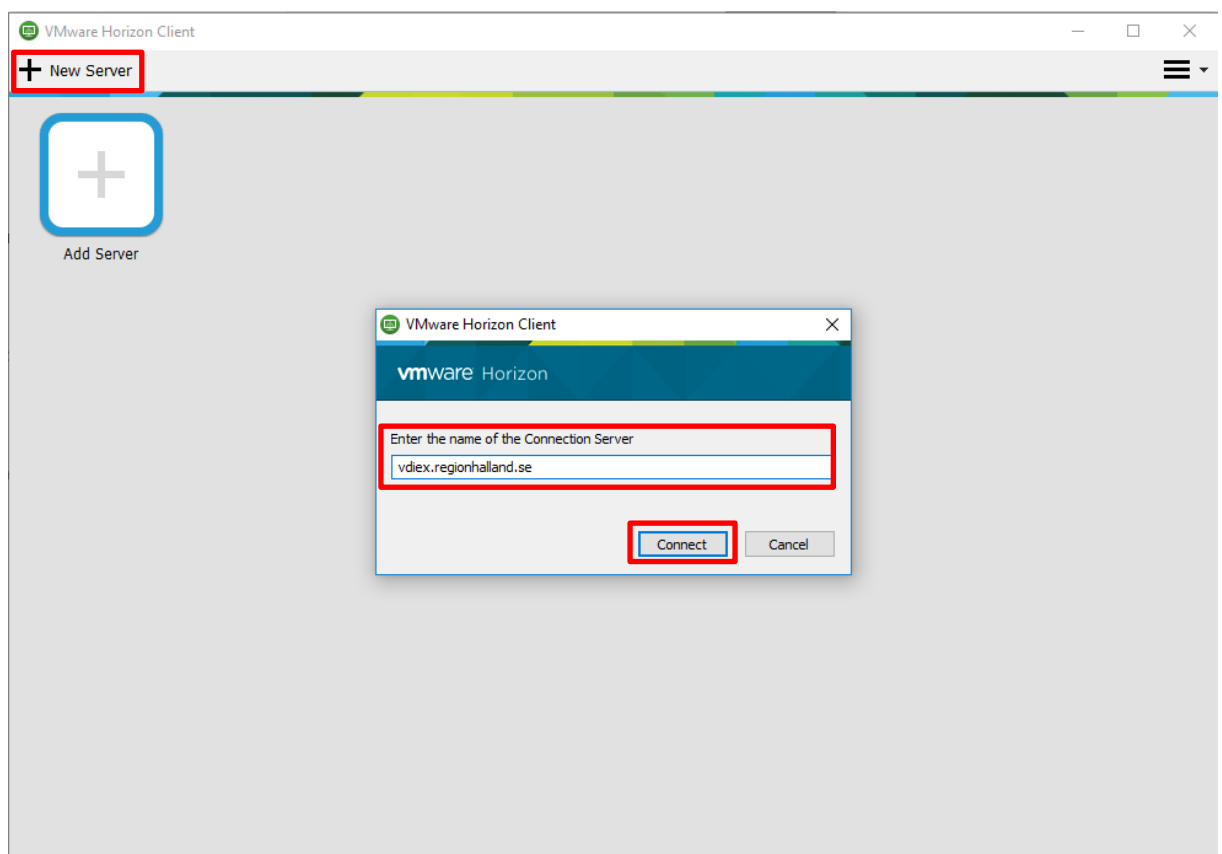 VMware Horizon Client
New Server
Add Server
VMware Horizon Client
vmware Horizon
Enter the name of the Connection Server
vdiex.regionhalland.se
Connect
Cancel